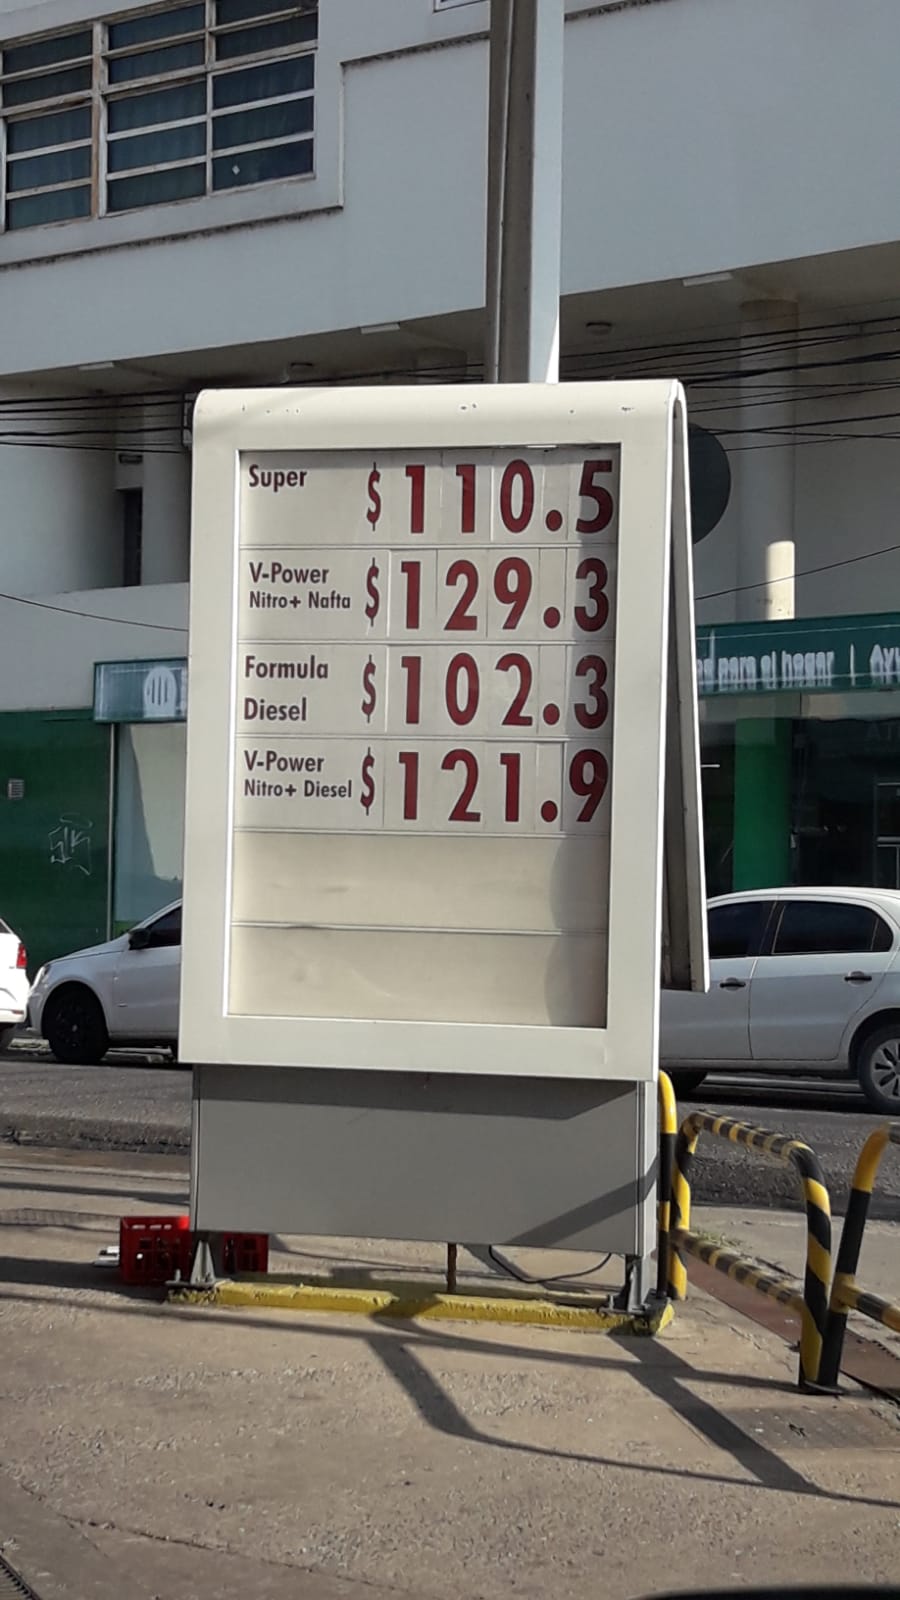 Super $ 110.5
V-Power
Nitro+ Nafta $ 129.3
Formula
Diesel $ 102.3
V-Power
Nitro+ Diesel $ 121.9
para el hogar |